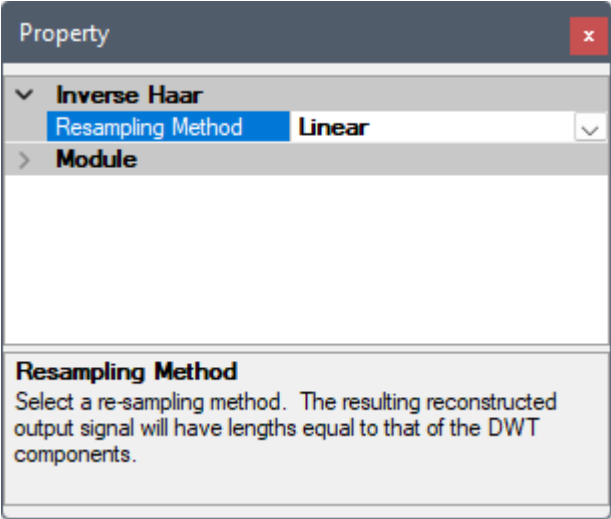 Property
x
Inverse Haar
Resampling Method Linear
Module
Resampling Method
Select a re-sampling method. The resulting reconstructed
output signal will have lengths equal to that of the DWT
components.